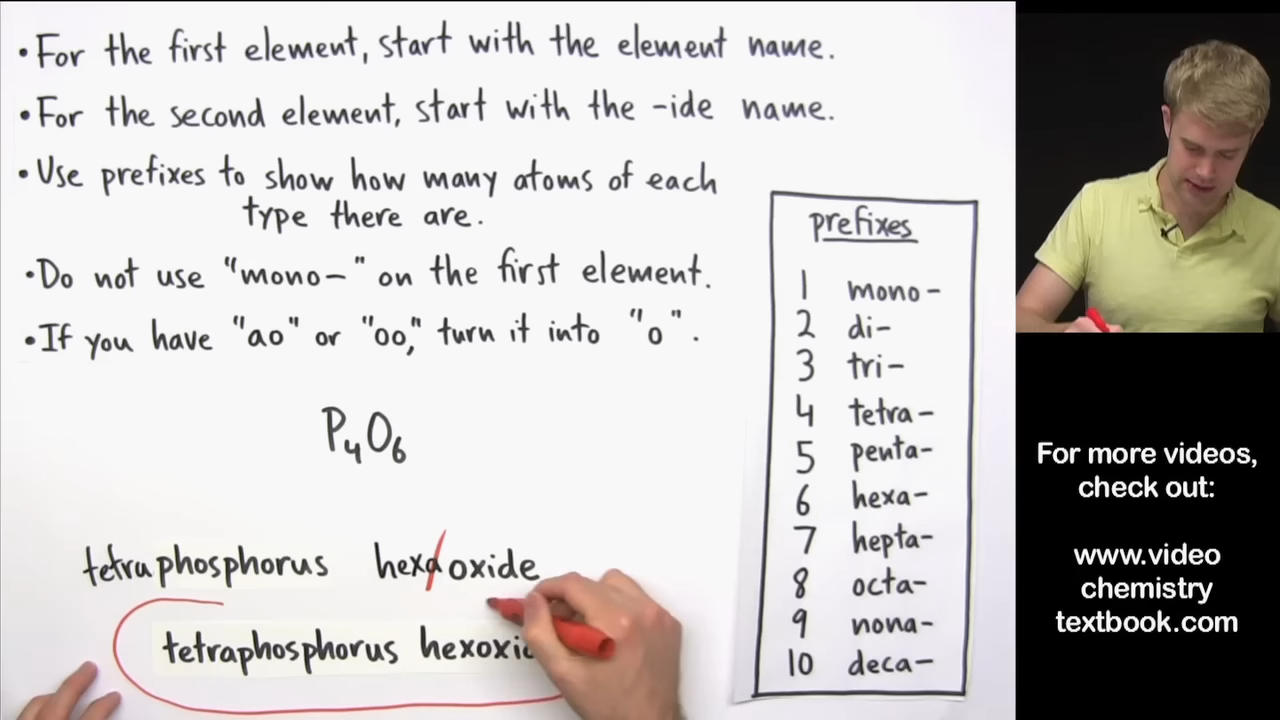 •For the first element, start with the element name.
•For the second element, start with the -ide name.
•Use prefixes to show how many atoms of each
type there are.
•Do not use "mono-" on the first element.
•If you have "ao" or "oo," turn it into "o".
P₄O₆
tetraphosphorus hexaoxide
tetraphosphorus
prefixes
1 mono-
2 di-
3 tri-
4 tetra-
5 penta-
6 hexa-
7 hepta-
8 octa-
9 nona-
10 deca-
For more videos,
check out:
www.video
chemistry
textbook.com